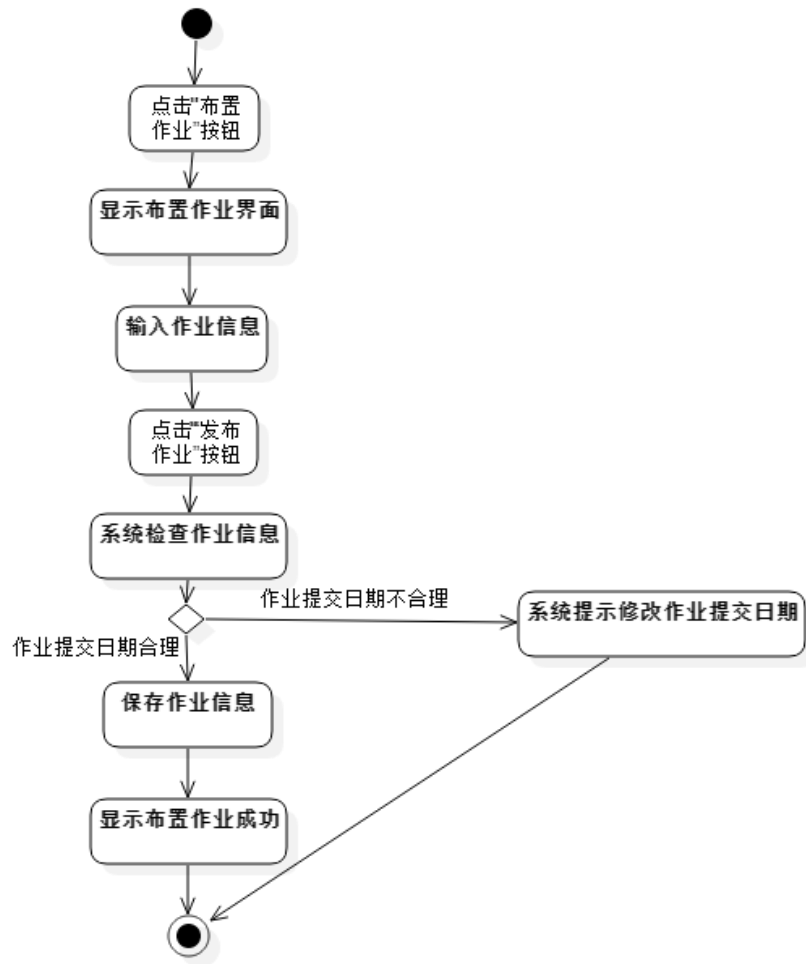 点击"布置
作业"按钮
显示布置作业界面
输入作业信息
点击""发布
作业"按钮
系统检查作业信息
作业提交日期不合理
系统提示修改作业提交日期
作业提交日期合理
保存作业信息
显示布置作业成功